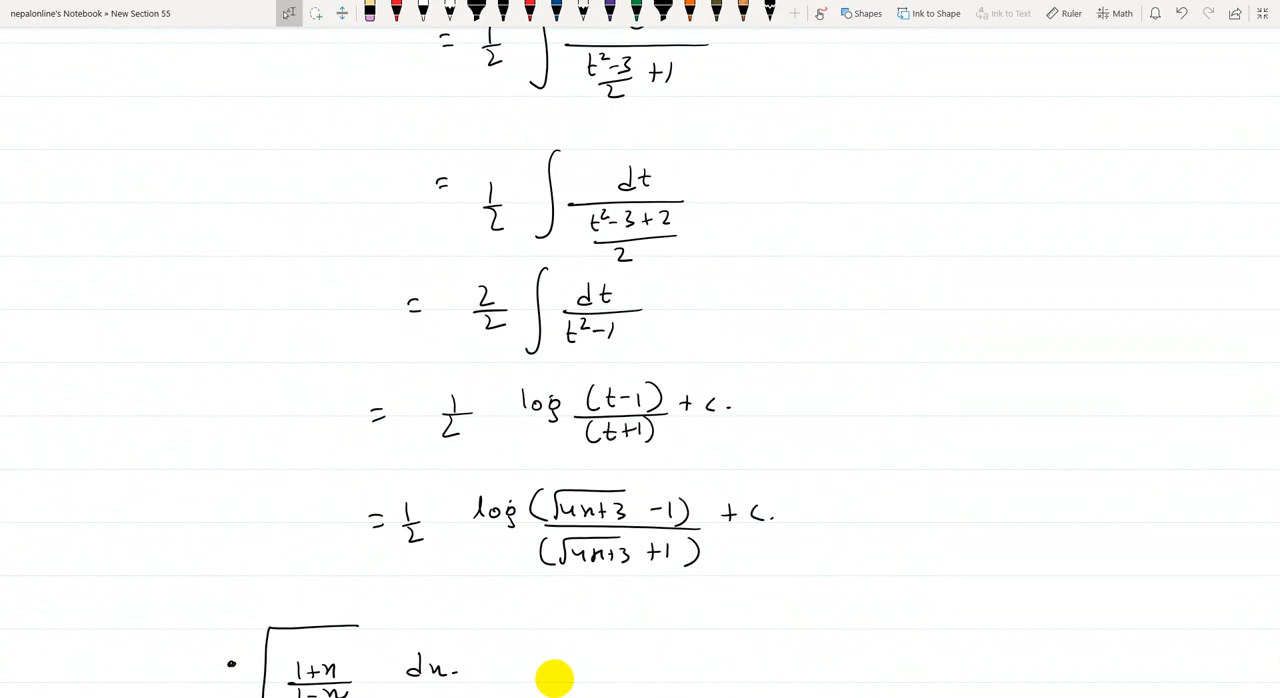 nepalonline's Notebook » New Section 55
Shapes Ink to Shape Ink to Text Ruler Math
= 1/2 ∫ / (t²-3)/2 +1
= 1/2 ∫ dt / ((t²-3+2)/2)
= 2/2 ∫ dt / (t²-1)
= 1/2 log (t-1)/(t+1) + c.
= 1/2 log (√4x+3 -1)/(√4x+3 +1) + c.
• √(1+x)/(1-x) dx.